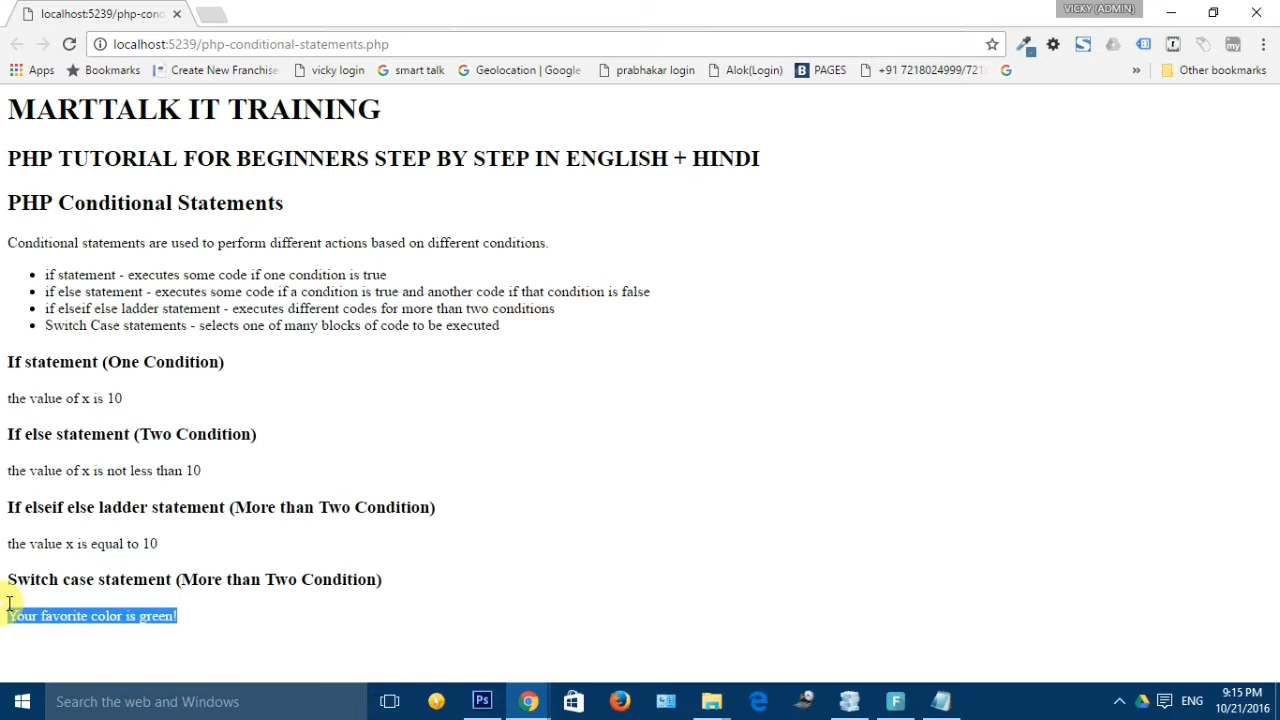 localhost:5239/php-cond
VICKY (ADMIN)
localhost:5239/php-conditional-statements.php
Apps Bookmarks Create New Franchise vicky login smart talk Geolocation | Google prabhakar login Alok(Login) PAGES +91 7218024999/721 Other bookmarks
MARTTALK IT TRAINING
PHP TUTORIAL FOR BEGINNERS STEP BY STEP IN ENGLISH + HINDI
PHP Conditional Statements
Conditional statements are used to perform different actions based on different conditions.
if statement - executes some code if one condition is true
if else statement - executes some code if a condition is true and another code if that condition is false
if elseif else ladder statement - executes different codes for more than two conditions
Switch Case statements - selects one of many blocks of code to be executed
If statement (One Condition)
the value of x is 10
If else statement (Two Condition)
the value of x is not less than 10
If elseif else ladder statement (More than Two Condition)
the value x is equal to 10
Switch case statement (More than Two Condition)
Your favorite color is green!
Search the web and Windows
ENG
9:15 PM
10/21/2016